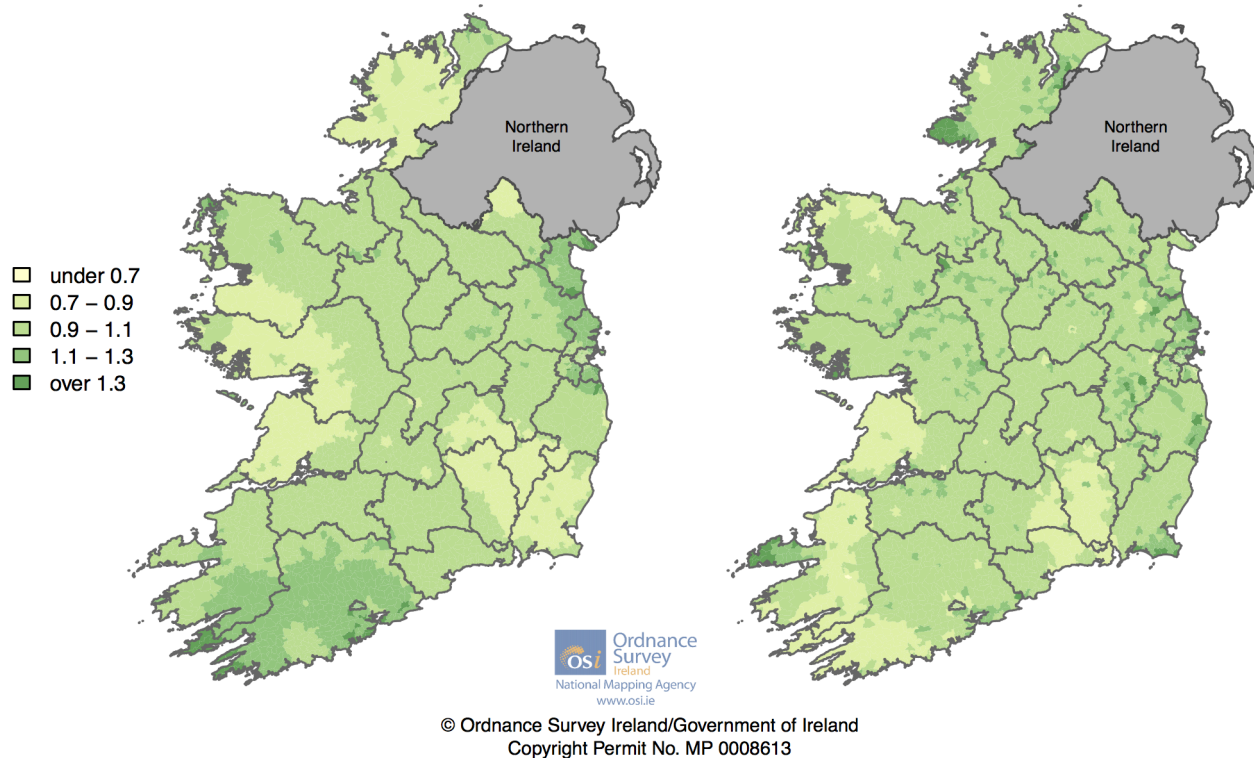 Northern
Ireland
Northern
Ireland
under 0.7
0.7 – 0.9
0.9 – 1.1
1.1 – 1.3
over 1.3
osi
Ordnance
Survey
Ireland
National Mapping Agency
www.osi.ie
© Ordnance Survey Ireland/Government of Ireland
Copyright Permit No. MP 0008613